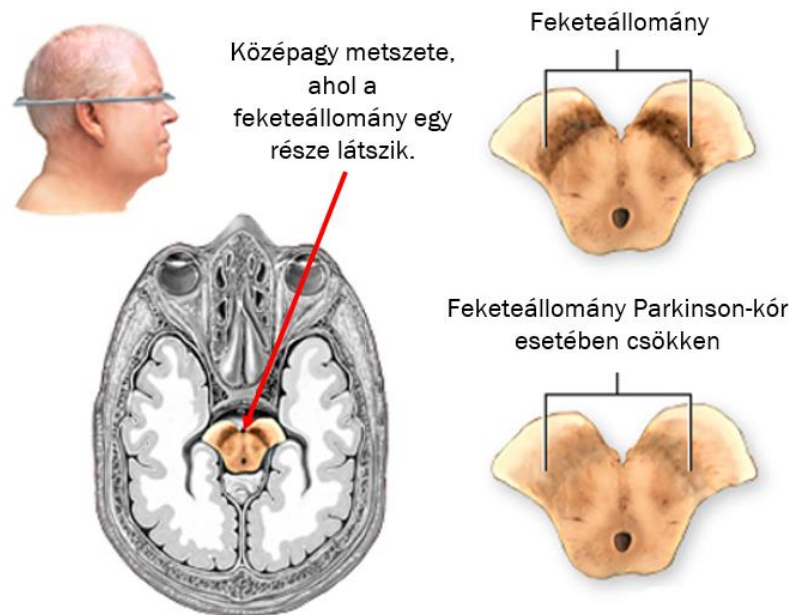 Középagy metszete,
ahol a
feketeállomány egy
része látszik.
Feketeállomány
Feketeállomány Parkinson-kór
esetében csökken